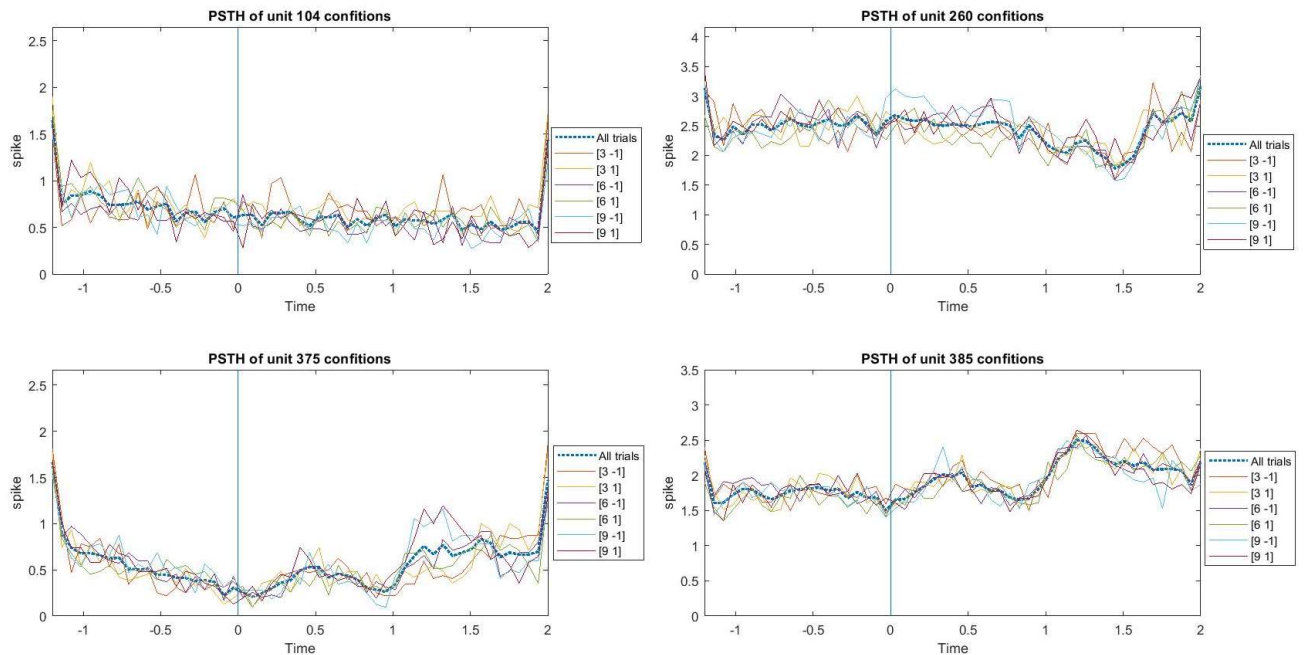 PSTH of unit 104 confitions
2.5
2
1.5
1
0.5
0
spike
-1 -0.5 0 0.5 1 1.5 2
Time
All trials
[3 -1]
[3 1]
[6 -1]
[6 1]
[9 -1]
[9 1]
PSTH of unit 260 confitions
4
3.5
3
2.5
2
1.5
1
0.5
0
spike
-1 -0.5 0 0.5 1 1.5 2
Time
All trials
[3 -1]
[3 1]
[6 -1]
[6 1]
[9 -1]
[9 1]
PSTH of unit 375 confitions
2.5
2
1.5
1
0.5
0
spike
-1 -0.5 0 0.5 1 1.5 2
Time
All trials
[3 -1]
[3 1]
[6 -1]
[6 1]
[9 -1]
[9 1]
PSTH of unit 385 confitions
3.5
3
2.5
2
1.5
1
0.5
0
spike
-1 -0.5 0 0.5 1 1.5 2
Time
All trials
[3 -1]
[3 1]
[6 -1]
[6 1]
[9 -1]
[9 1]